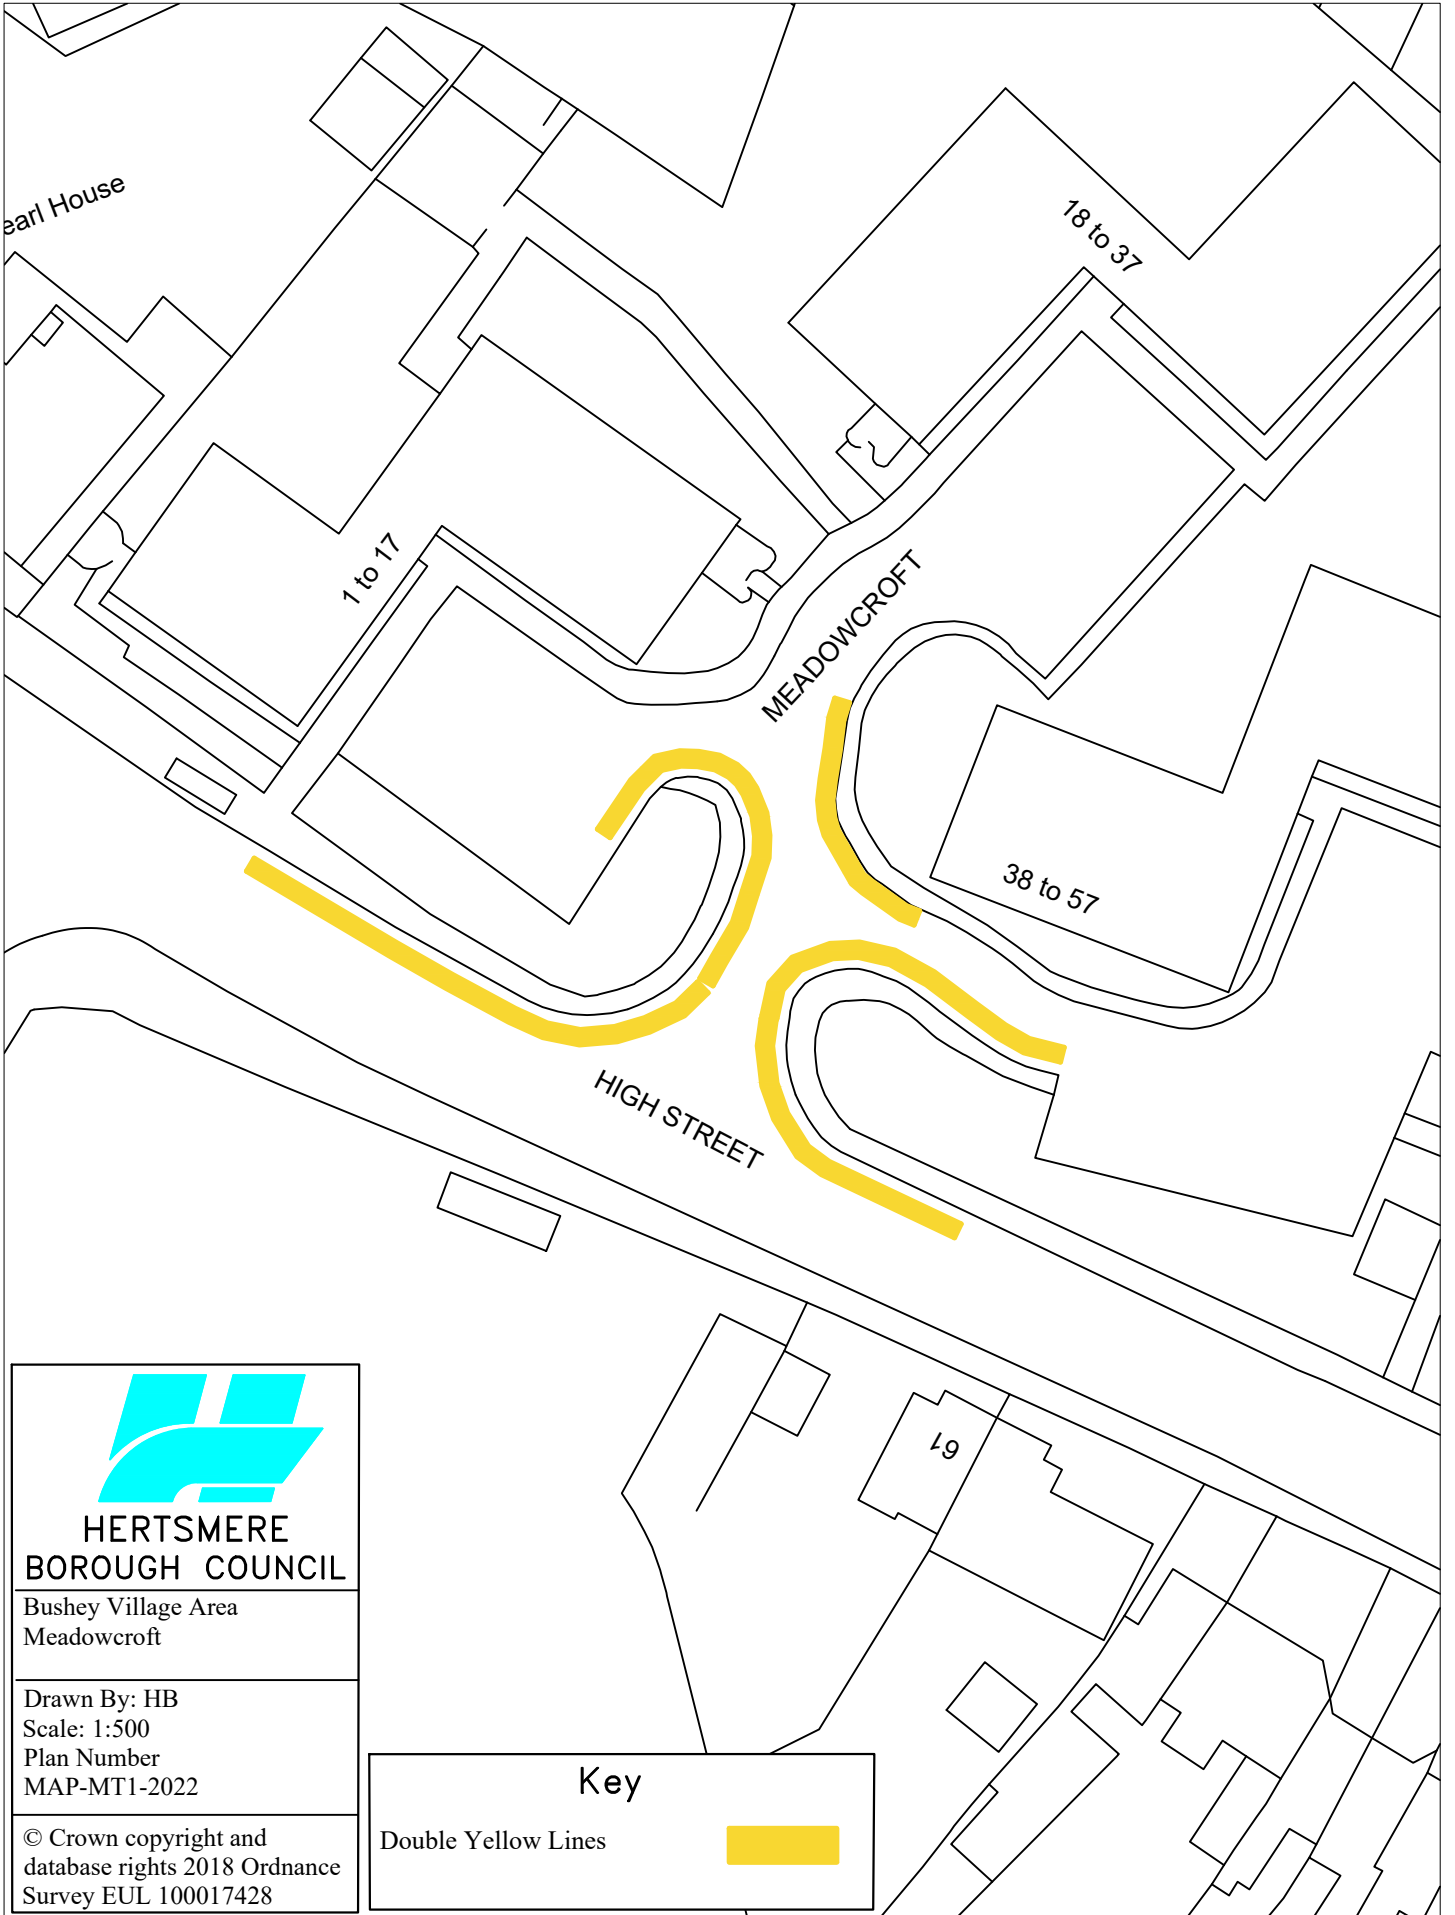 earl House
18 to 37
1 to 17
MEADOWCROFT
38 to 57
HIGH STREET
61
HERTSMERE
BOROUGH COUNCIL
Bushey Village Area
Meadowcroft
Drawn By: HB
Scale: 1:500
Plan Number
MAP-MT1-2022
© Crown copyright and
database rights 2018 Ordnance
Survey EUL 100017428
Key
Double Yellow Lines